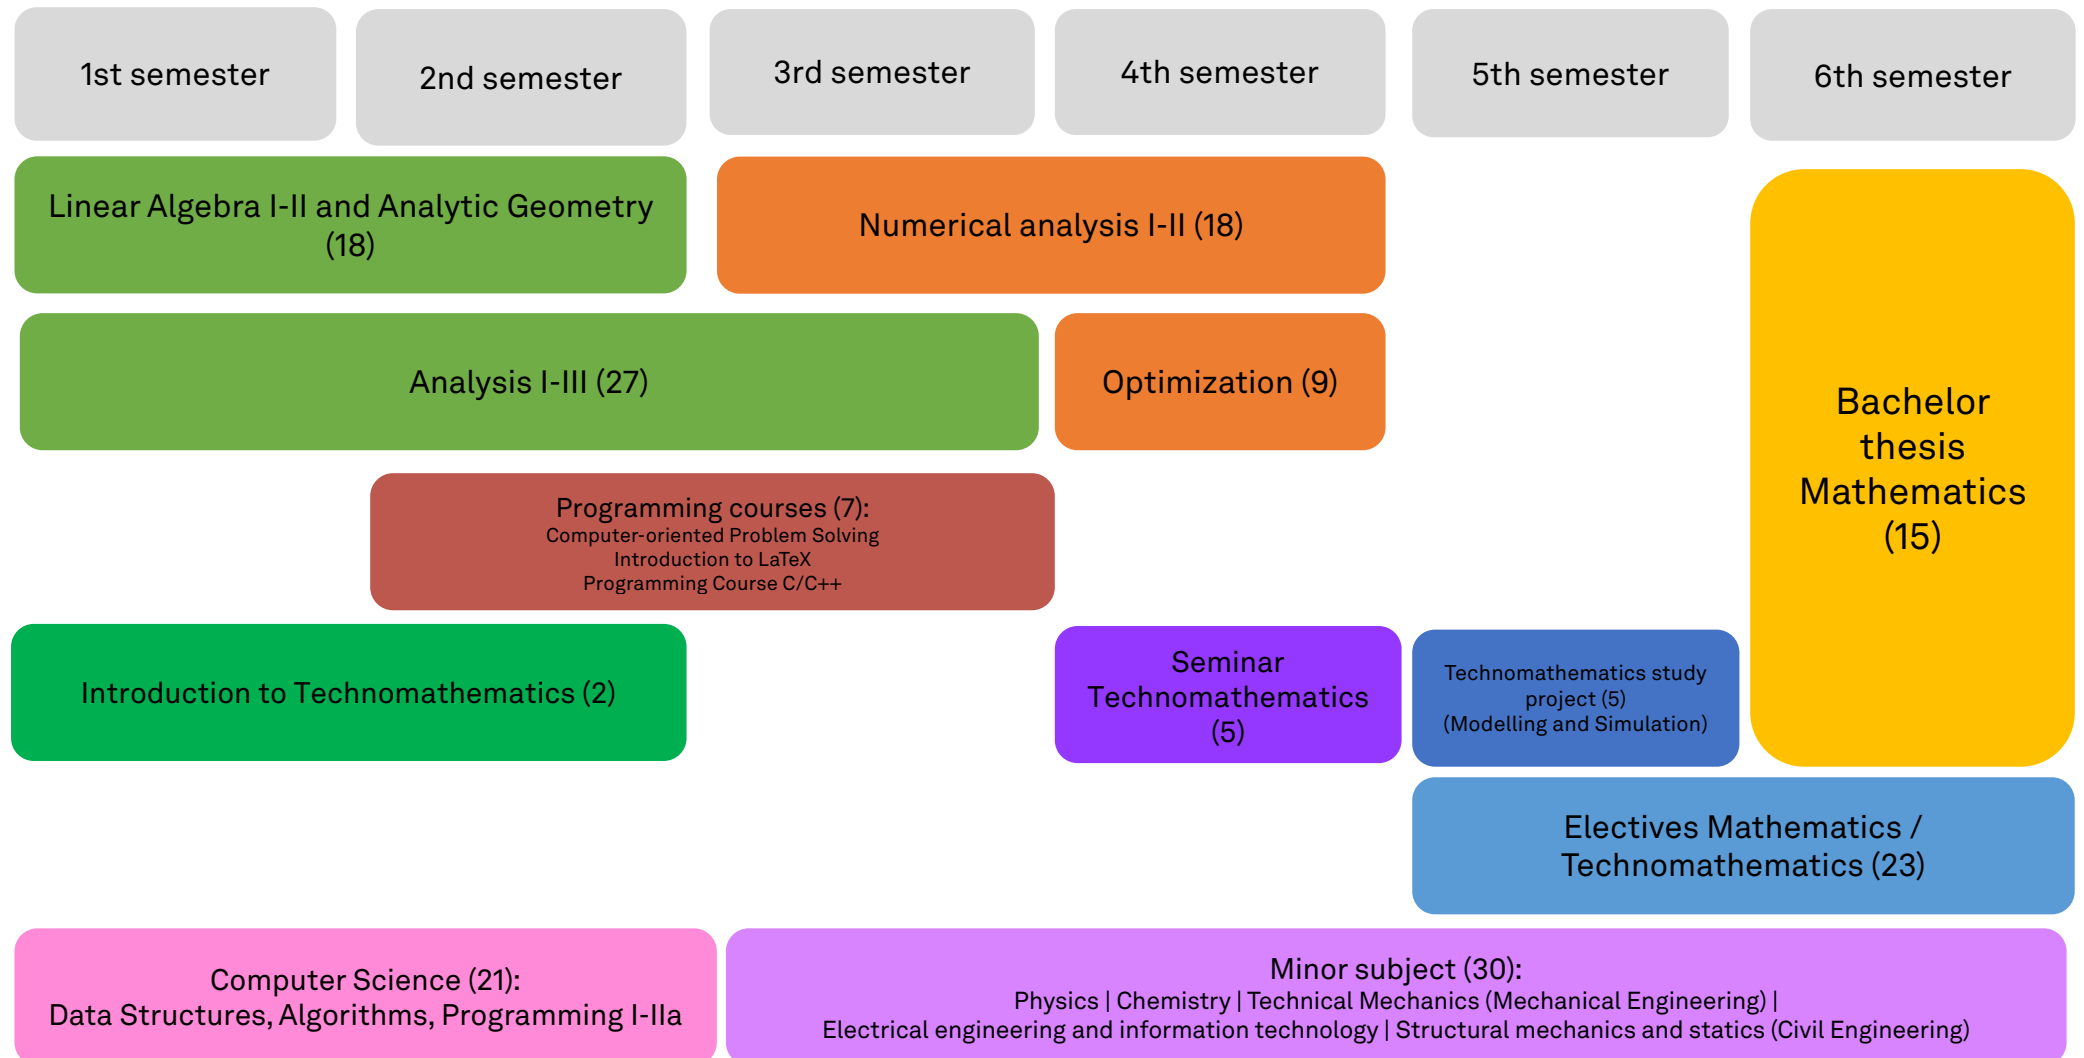 1st semester
2nd semester
3rd semester
4th semester
5th semester
6th semester
Linear Algebra I-II and Analytic Geometry
(18)
Numerical analysis I-II (18)
Analysis I-III (27)
Optimization (9)
Bachelor
thesis
Mathematics
(15)
Programming courses (7):
Computer-oriented Problem Solving
Introduction to LaTeX
Programming Course C/C++
Introduction to Technomathematics (2)
Seminar
Technomathematics
(5)
Technomathematics study
project (5)
(Modelling and Simulation)
Electives Mathematics /
Technomathematics (23)
Computer Science (21):
Data Structures, Algorithms, Programming I-IIa
Minor subject (30):
Physics | Chemistry | Technical Mechanics (Mechanical Engineering) |
Electrical engineering and information technology | Structural mechanics and statics (Civil Engineering)